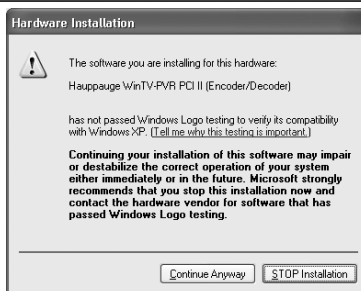 Hardware Installation
The software you are installing for this hardware:
Hauppauge WinTV-PVR PCI II (Encoder/Decoder)
has not passed Windows Logo testing to verify its compatibility
with Windows XP. (Tell me why this testing is important.)
Continuing your installation of this software may impair
or destabilize the correct operation of your system
either immediately or in the future. Microsoft strongly
recommends that you stop this installation now and
contact the hardware vendor for software that has
passed Windows Logo testing.
Continue Anyway
STOP Installation